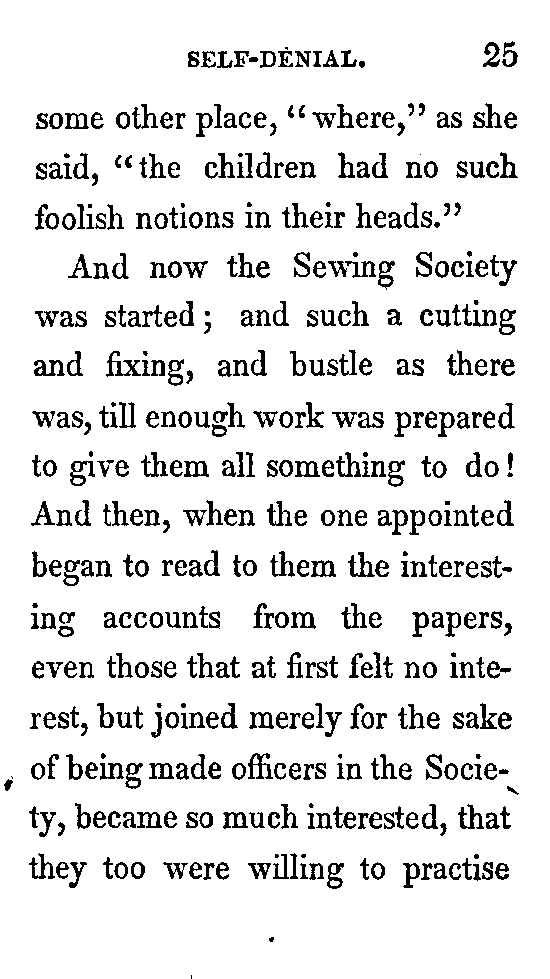 SELF-DENIAL. 25
some other place, "where," as she
said, "the children had no such
foolish notions in their heads."
And now the Sewing Society
was started; and such a cutting
and fixing, and bustle as there
was, till enough work was prepared
to give them all something to do!
And then, when the one appointed
began to read to them the interest-
ing accounts from the papers,
even those that at first felt no inte-
rest, but joined merely for the sake
of being made officers in the Socie-
ty, became so much interested, that
they too were willing to practise